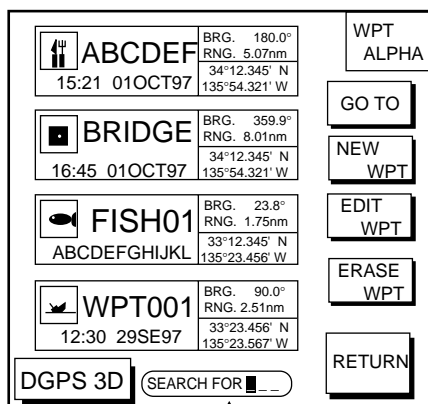 ABCDEF
15:21 01OCT97
BRG. 180.0°
RNG. 5.07nm
34°12.345' N
135°54.321' W
BRIDGE
16:45 01OCT97
BRG. 359.9°
RNG. 8.01nm
34°12.345' N
135°54.321' W
FISH01
ABCDEFGHIJKL
BRG. 23.8°
RNG. 1.75nm
33°12.345' N
135°23.456' W
WPT001
12:30 29SE97
BRG. 90.0°
RNG. 2.51nm
33°23.456' N
135°23.567' W
DGPS 3D
SEARCH FOR █ _ _
WPT
ALPHA
GO TO
NEW
WPT
EDIT
WPT
ERASE
WPT
RETURN